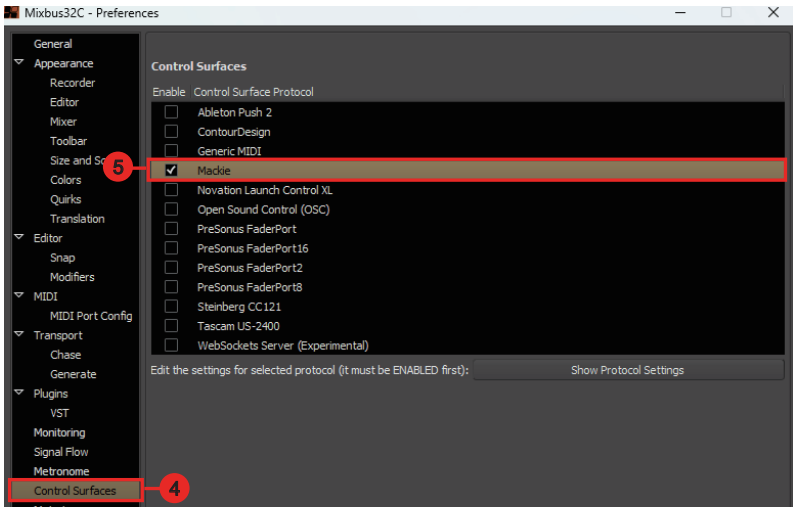 Mixbus32C - Preferences
General
Appearance
Recorder
Editor
Mixer
Toolbar
Size and
Colors
Quirks
Translation
Editor
Snap
Modifiers
MIDI
MIDI Port Config
Transport
Chase
Generate
Plugins
VST
Monitoring
Signal Flow
Metronome
Control Surfaces
4
Control Surfaces
Enable Control Surface Protocol
Ableton Push 2
ContourDesign
Generic MIDI
5
Mackie
Novation Launch Control XL
Open Sound Control (OSC)
PreSonus FaderPort
PreSonus FaderPort16
PreSonus FaderPort2
PreSonus FaderPort8
Steinberg CC121
Tascam US-2400
WebSockets Server (Experimental)
Edit the settings for selected protocol (it must be ENABLED first): Show Protocol Settings